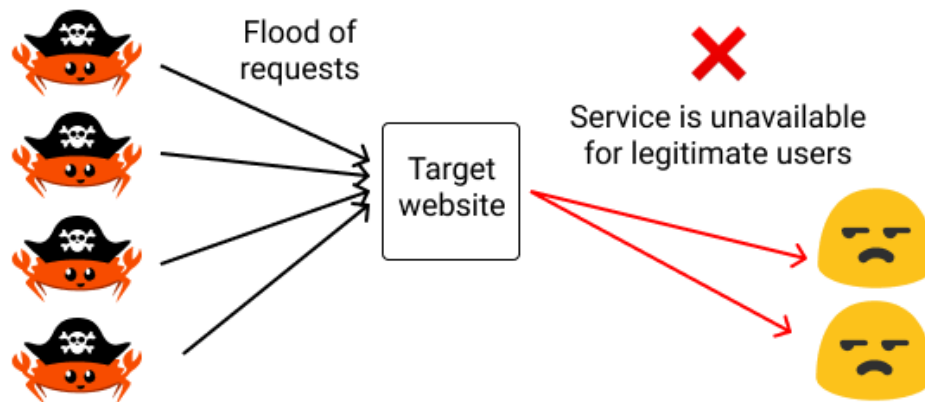 Flood of
requests
Target
website
Service is unavailable
for legitimate users